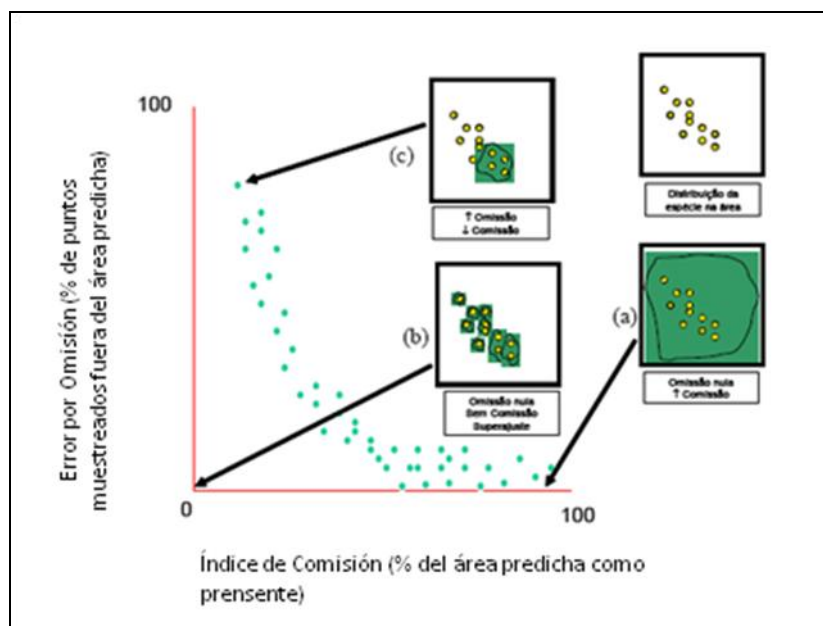 100
Error por Omisión (% de puntos
muestreados fuera del área predicha)
(c)
↑ Omissão
↓ Comissão
Distribuição da
espécie na área
(b)
Omissão nula
Sem Comissão
Superajuste
(a)
Omissão nula
↑ Comissão
0
100
Índice de Comisión (% del área predicha como
prensente)